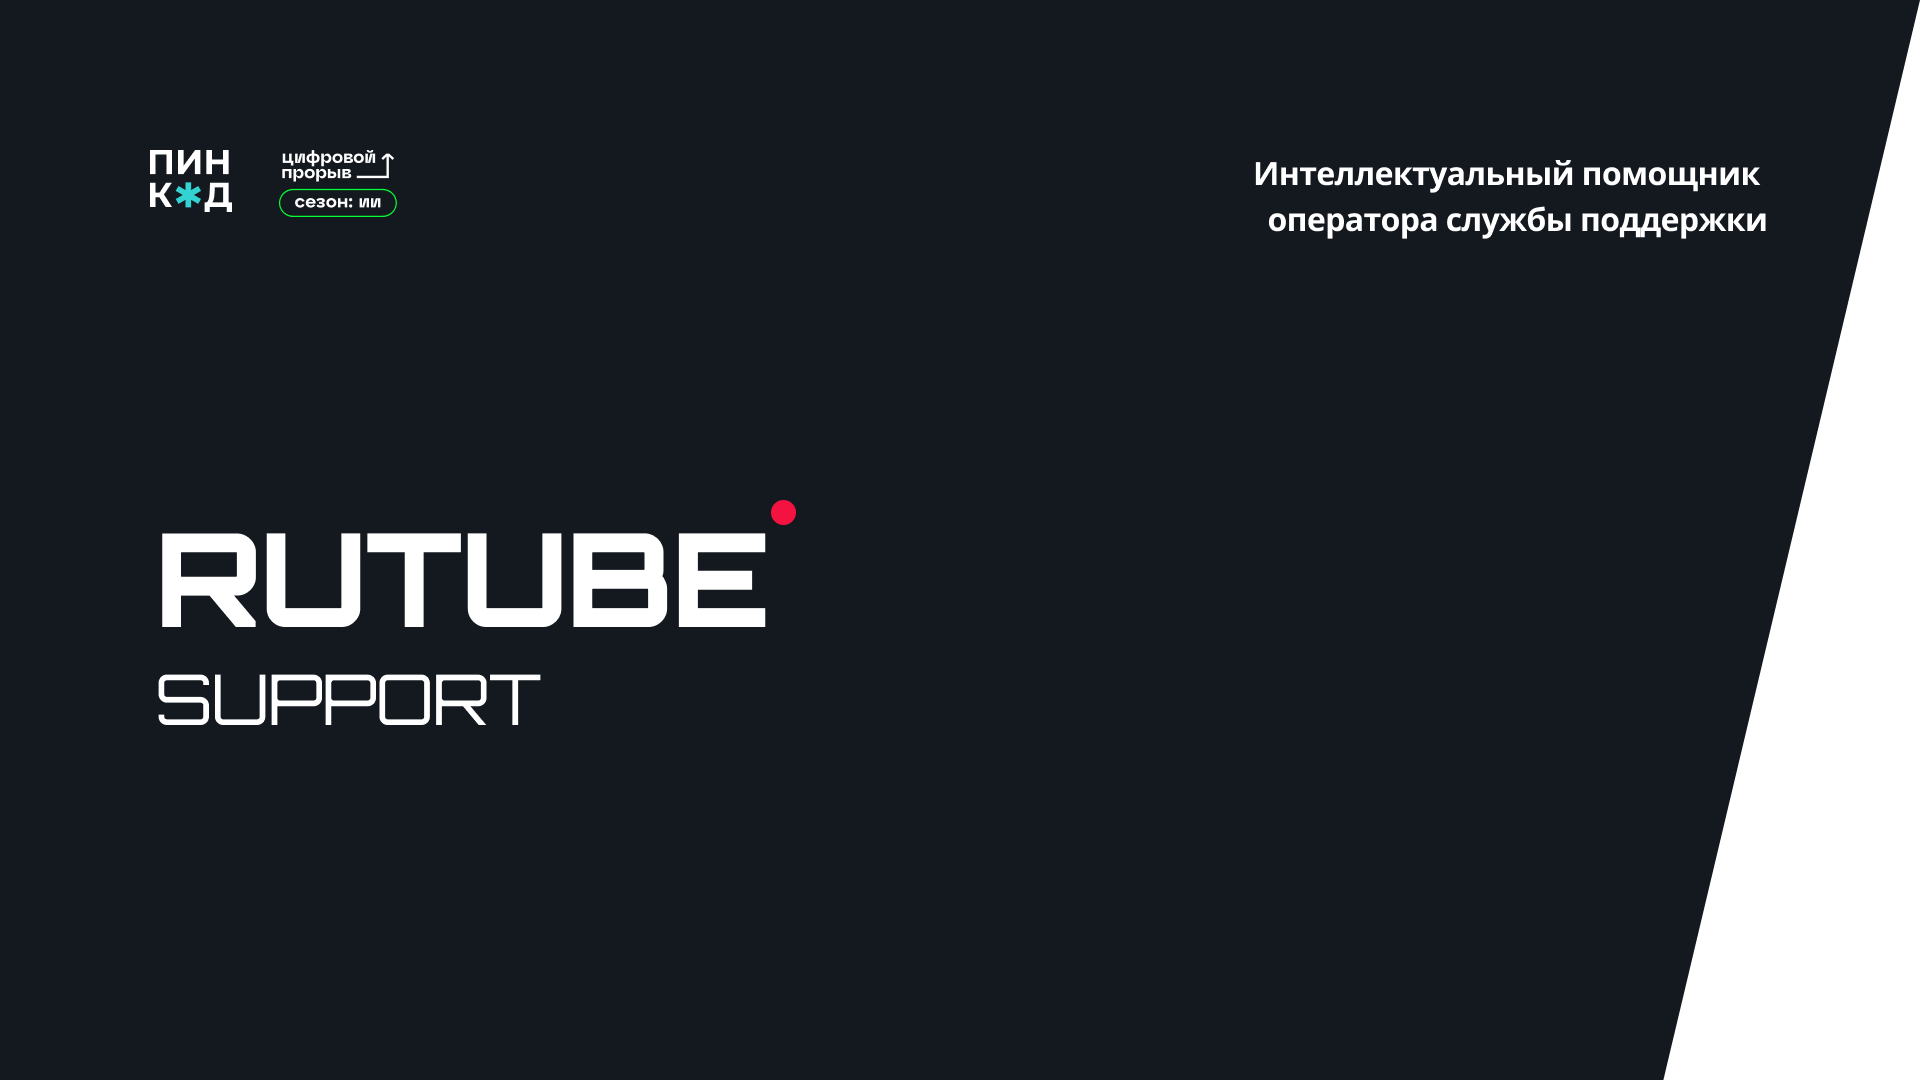 ПИН
К*Д
цифровой
прорыв
сезон: ии
Интеллектуальный помощник
оператора службы поддержки
RUTUBE
SUPPORT